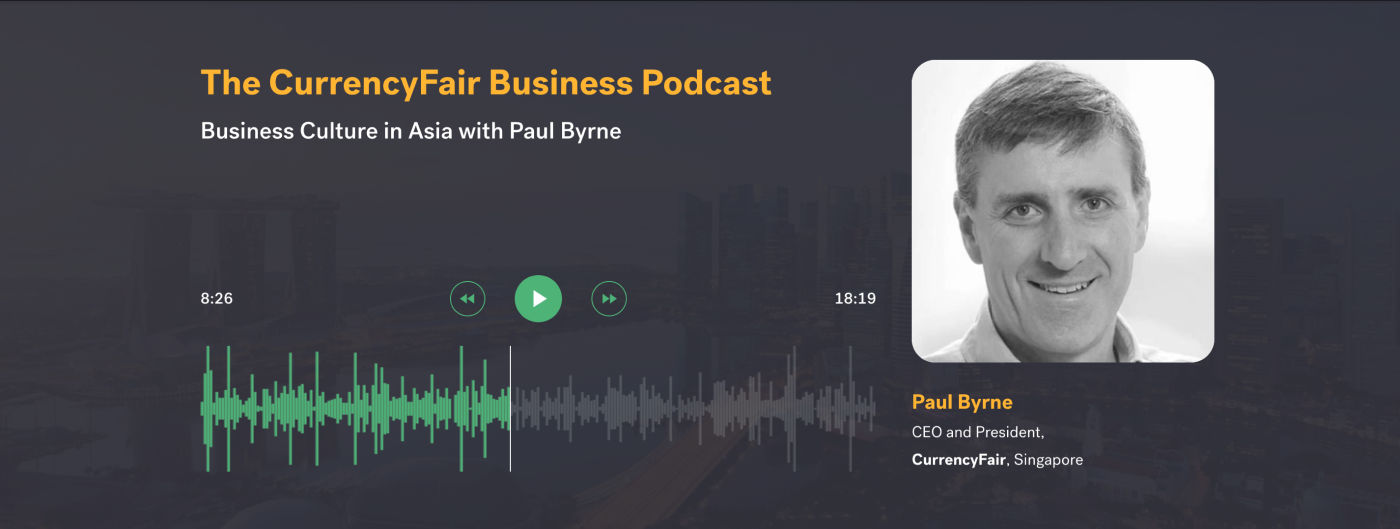 The CurrencyFair Business Podcast
Business Culture in Asia with Paul Byrne
8:26
18:19
Paul Byrne
CEO and President,
CurrencyFair, Singapore